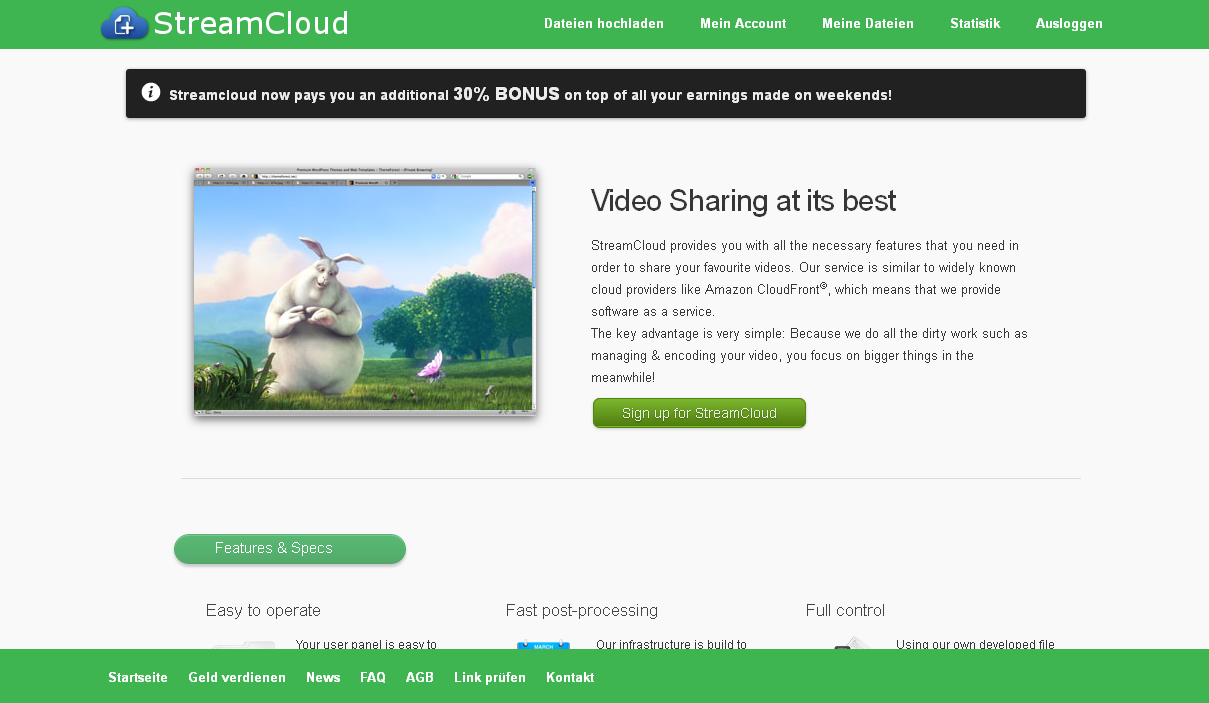 StreamCloud
Dateien hochladen Mein Account Meine Dateien Statistik Ausloggen
Streamcloud now pays you an additional 30% BONUS on top of all your earnings made on weekends!
Video Sharing at its best
StreamCloud provides you with all the necessary features that you need in
order to share your favourite videos. Our service is similar to widely known
cloud providers like Amazon CloudFront©, which means that we provide
software as a service.
The key advantage is very simple: Because we do all the dirty work such as
managing & encoding your video, you focus on bigger things in the
meanwhile!
Sign up for StreamCloud
Features & Specs
Easy to operate
Your user panel is easy to
Fast post-processing
MARCH
Our infrastructure is build to
Full control
Using our own developed file
Startseite Geld verdienen News FAQ AGB Link prüfen Kontakt